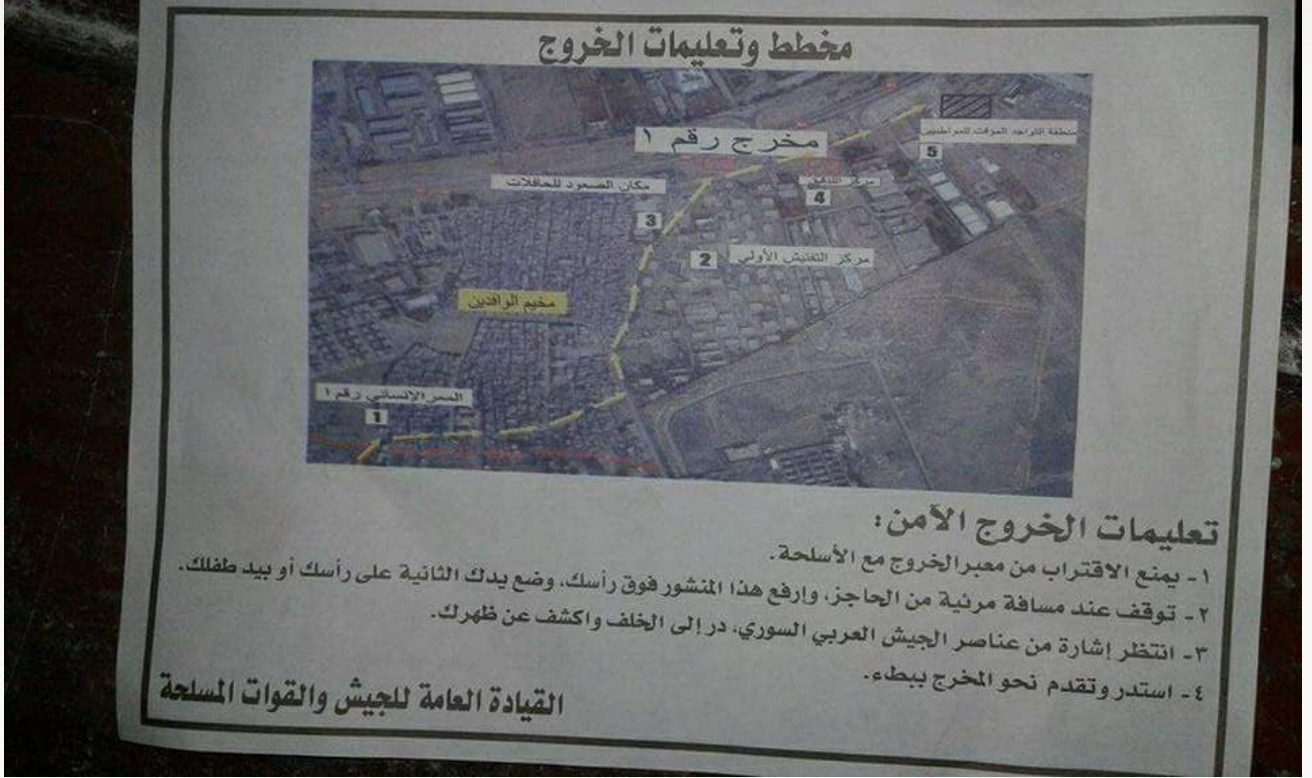 مخطط وتعليمات الخروج
منطقة التواجد المؤقت للمواطنين
5
مخرج رقم ١
مركز التدقيق
4
مكان الصعود للحافلات
3
مركز التفتيش الأولي
2
مخيم الوافدين
الممر الإنساني رقم ١
1
تعليمات الخروج الآمن:
١- يمنع الاقتراب من معبر الخروج مع الأسلحة.
٢- توقف عند مسافة مرئية من الحاجز، وإرفع هذا المنشور فوق رأسك، وضع يدك الثانية على رأسك أو بيد طفلك.
٣- انتظر إشارة من عناصر الجيش العربي السوري، در إلى الخلف واكشف عن ظهرك.
٤- استدر وتقدم نحو المخرج ببطء.
القيادة العامة للجيش والقوات المسلحة